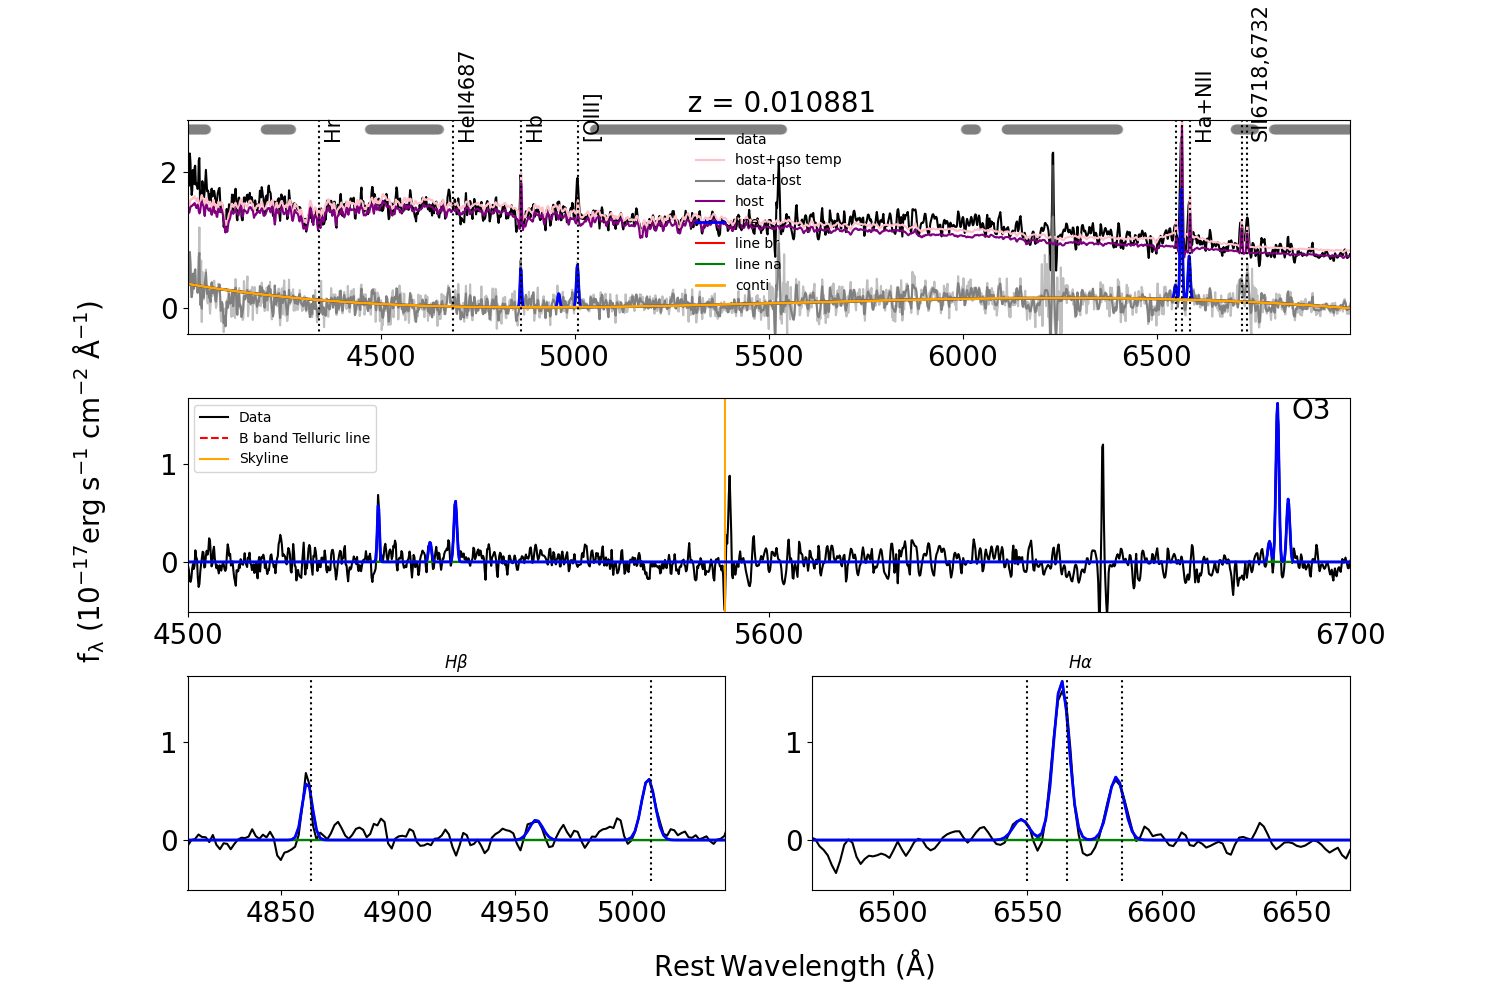 Hr
HeII4687
Hb
[OIII]
Ha+NII
SII6718,6732
z = 0.010881
data
host+qso temp
data-host
host
line
line br
line na
conti
2
0
4500
5000
5500
6000
6500
fλ (10−17erg s−1 cm−2 Å−1)
Data
B band Telluric line
Skyline
O3
1
0
4500
5600
6700
Hβ
1
0
4850
4900
4950
5000
Hα
1
0
6500
6550
6600
6650
Rest Wavelength (Å)